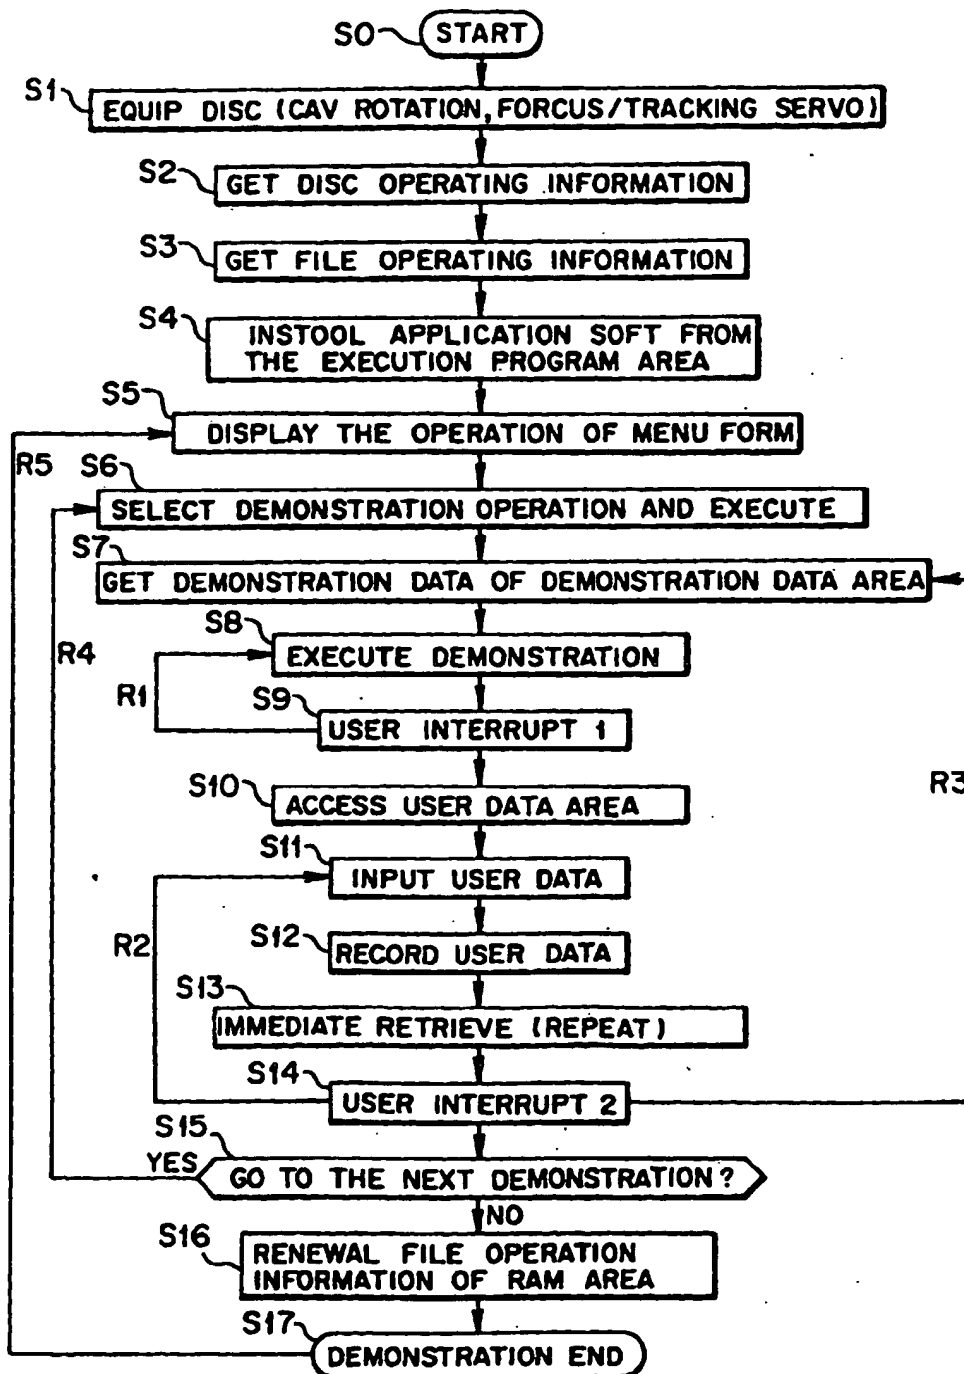 S0
START
S1
EQUIP DISC (CAV ROTATION, FORCUS/TRACKING SERVO)
S2
GET DISC OPERATING INFORMATION
S3
GET FILE OPERATING INFORMATION
S4
INSTOOL APPLICATION SOFT FROM
THE EXECUTION PROGRAM AREA
S5
DISPLAY THE OPERATION OF MENU FORM
R5
S6
SELECT DEMONSTRATION OPERATION AND EXECUTE
S7
GET DEMONSTRATION DATA OF DEMONSTRATION DATA AREA
S8
R4
EXECUTE DEMONSTRATION
R1
S9
USER INTERRUPT 1
S10
R3
ACCESS USER DATA AREA
S11
INPUT USER DATA
R2
S12
RECORD USER DATA
S13
IMMEDIATE RETRIEVE (REPEAT)
S14
USER INTERRUPT 2
S15
YES
GO TO THE NEXT DEMONSTRATION?
NO
S16
RENEWAL FILE OPERATION
INFORMATION OF RAM AREA
S17
DEMONSTRATION END